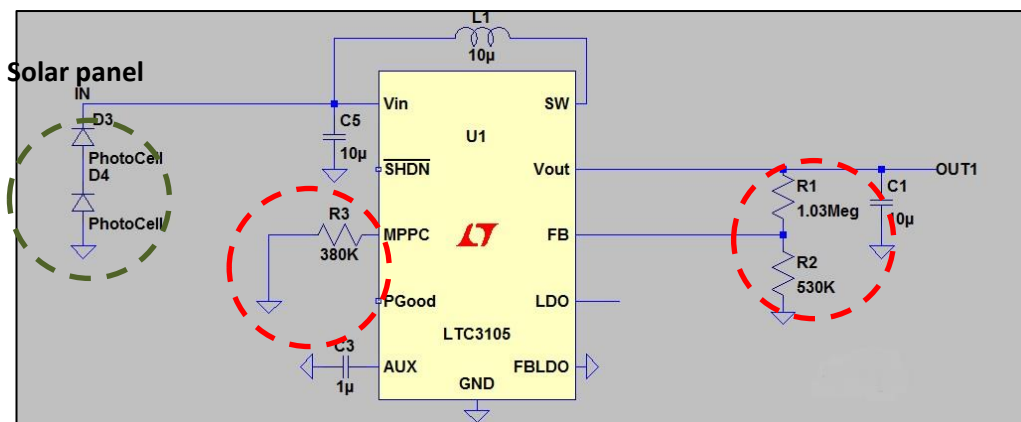 L1
10µ
Solar panel
IN
D3
PhotoCell
D4
PhotoCell
C5
10µ
R3
380K
C3
1µ
Vin
SW
U1
SHDN
Vout
MPPC
FB
PGood
LDO
LTC3105
AUX
FBLDO
GND
OUT1
R1
1.03Meg
C1
10µ
R2
530K